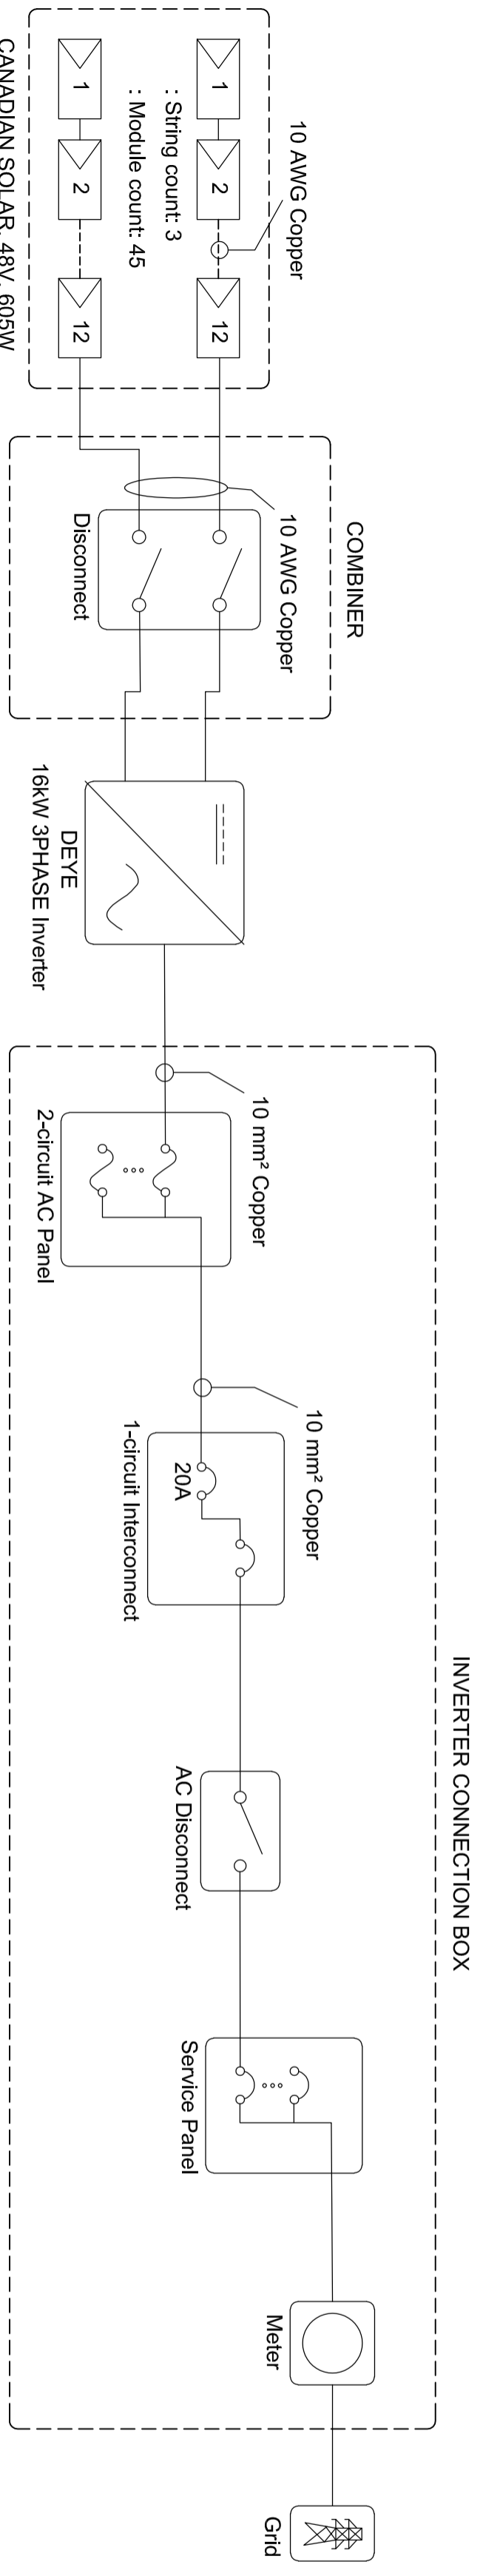 INVERTER CONNECTION BOX
COMBINER
10 AWG Copper
1
2
12
: String count: 3
: Module count: 45
1
2
12
CANADIAN SOLAR, 48V, 605W
10 AWG Copper
Disconnect
DEYE
16kW 3PHASE Inverter
10 mm² Copper
2-circuit AC Panel
10 mm² Copper
20A
1-circuit Interconnect
AC Disconnect
Service Panel
Meter
Grid